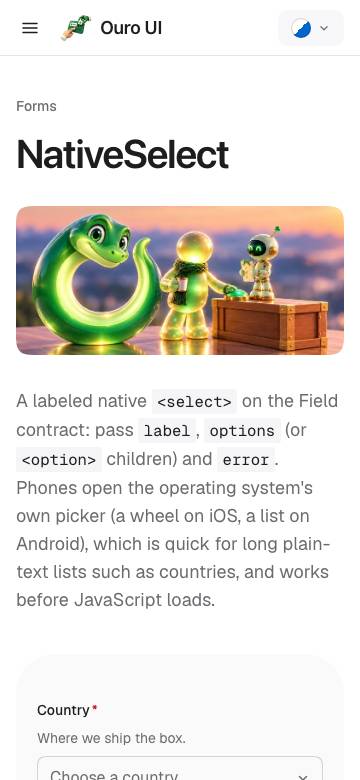 Ouro UI
Forms
NativeSelect
A labeled native <select> on the Field
contract: pass label, options (or
<option> children) and error.
Phones open the operating system's
own picker (a wheel on iOS, a list on
Android), which is quick for long plain-
text lists such as countries, and works
before JavaScript loads.
Country*
Where we ship the box.
Choose a country